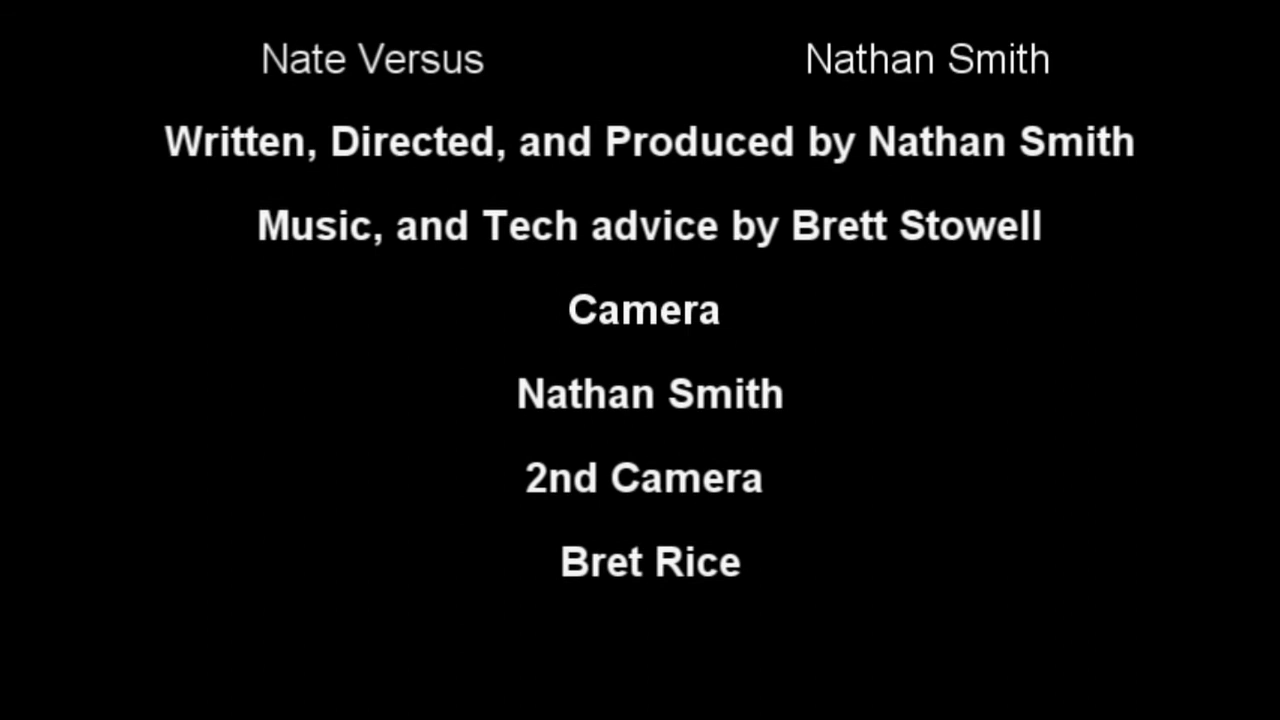 Nate Versus Nathan Smith
Written, Directed, and Produced by Nathan Smith
Music, and Tech advice by Brett Stowell
Camera
Nathan Smith
2nd Camera
Bret Rice